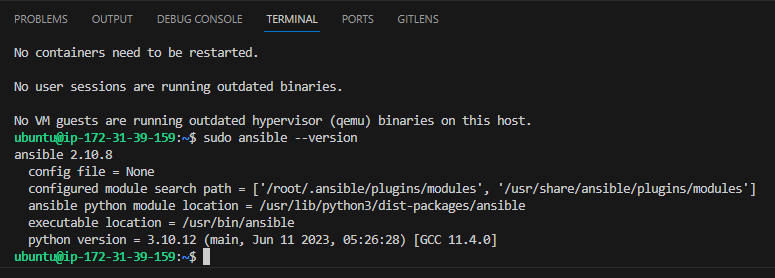 PROBLEMS OUTPUT DEBUG CONSOLE TERMINAL PORTS GITLENS
No containers need to be restarted.
No user sessions are running outdated binaries.
No VM guests are running outdated hypervisor (qemu) binaries on this host.
ubuntu@ip-172-31-39-159:~$ sudo ansible --version
ansible 2.10.8
  config file = None
  configured module search path = ['/root/.ansible/plugins/modules', '/usr/share/ansible/plugins/modules']
  ansible python module location = /usr/lib/python3/dist-packages/ansible
  executable location = /usr/bin/ansible
  python version = 3.10.12 (main, Jun 11 2023, 05:26:28) [GCC 11.4.0]
ubuntu@ip-172-31-39-159:~$